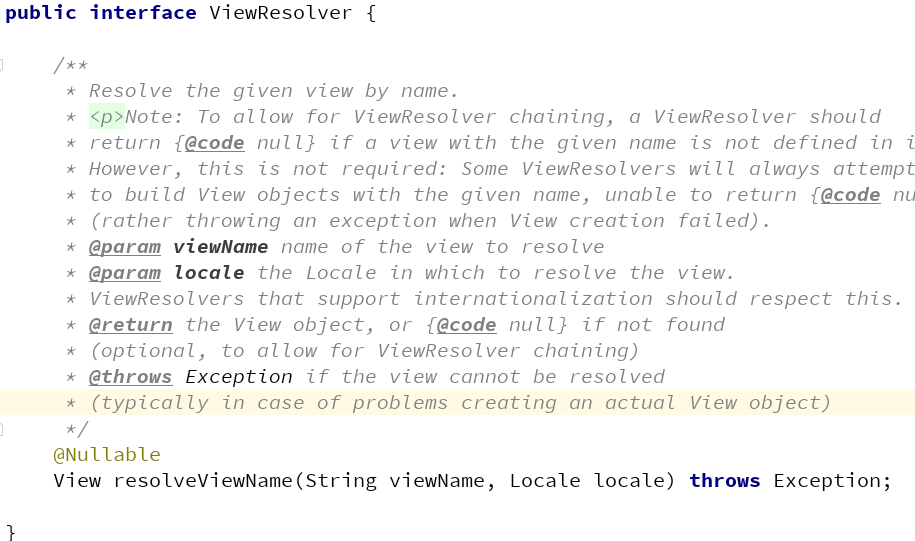 public interface ViewResolver {
/**
* Resolve the given view by name.
* <p>Note: To allow for ViewResolver chaining, a ViewResolver should
* return {@code null} if a view with the given name is not defined in
* However, this is not required: Some ViewResolvers will always attempt
* to build View objects with the given name, unable to return {@code
* (rather throwing an exception when View creation failed).
* @param viewName name of the view to resolve
* @param locale the Locale in which to resolve the view.
* ViewResolvers that support internationalization should respect this.
* @return the View object, or {@code null} if not found
* (optional, to allow for ViewResolver chaining)
* @throws Exception if the view cannot be resolved
* (typically in case of problems creating an actual View object)
*/
@Nullable
View resolveViewName(String viewName, Locale locale) throws Exception;
}